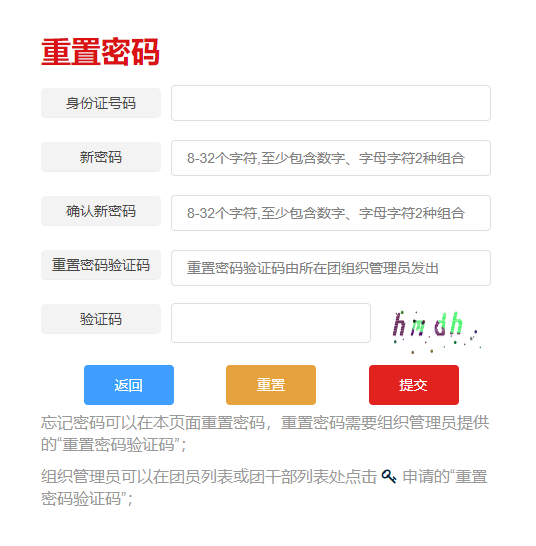 重置密码
身份证号码
新密码 8-32个字符,至少包含数字、字母字符2种组合
确认新密码 8-32个字符,至少包含数字、字母字符2种组合
重置密码验证码 重置密码验证码由所在团组织管理员发出
验证码 hmdh
返回 重置 提交
忘记密码可以在本页面重置密码，重置密码需要组织管理员提供
的“重置密码验证码”；
组织管理员可以在团员列表或团干部列表处点击 申请的“重置
密码验证码”；